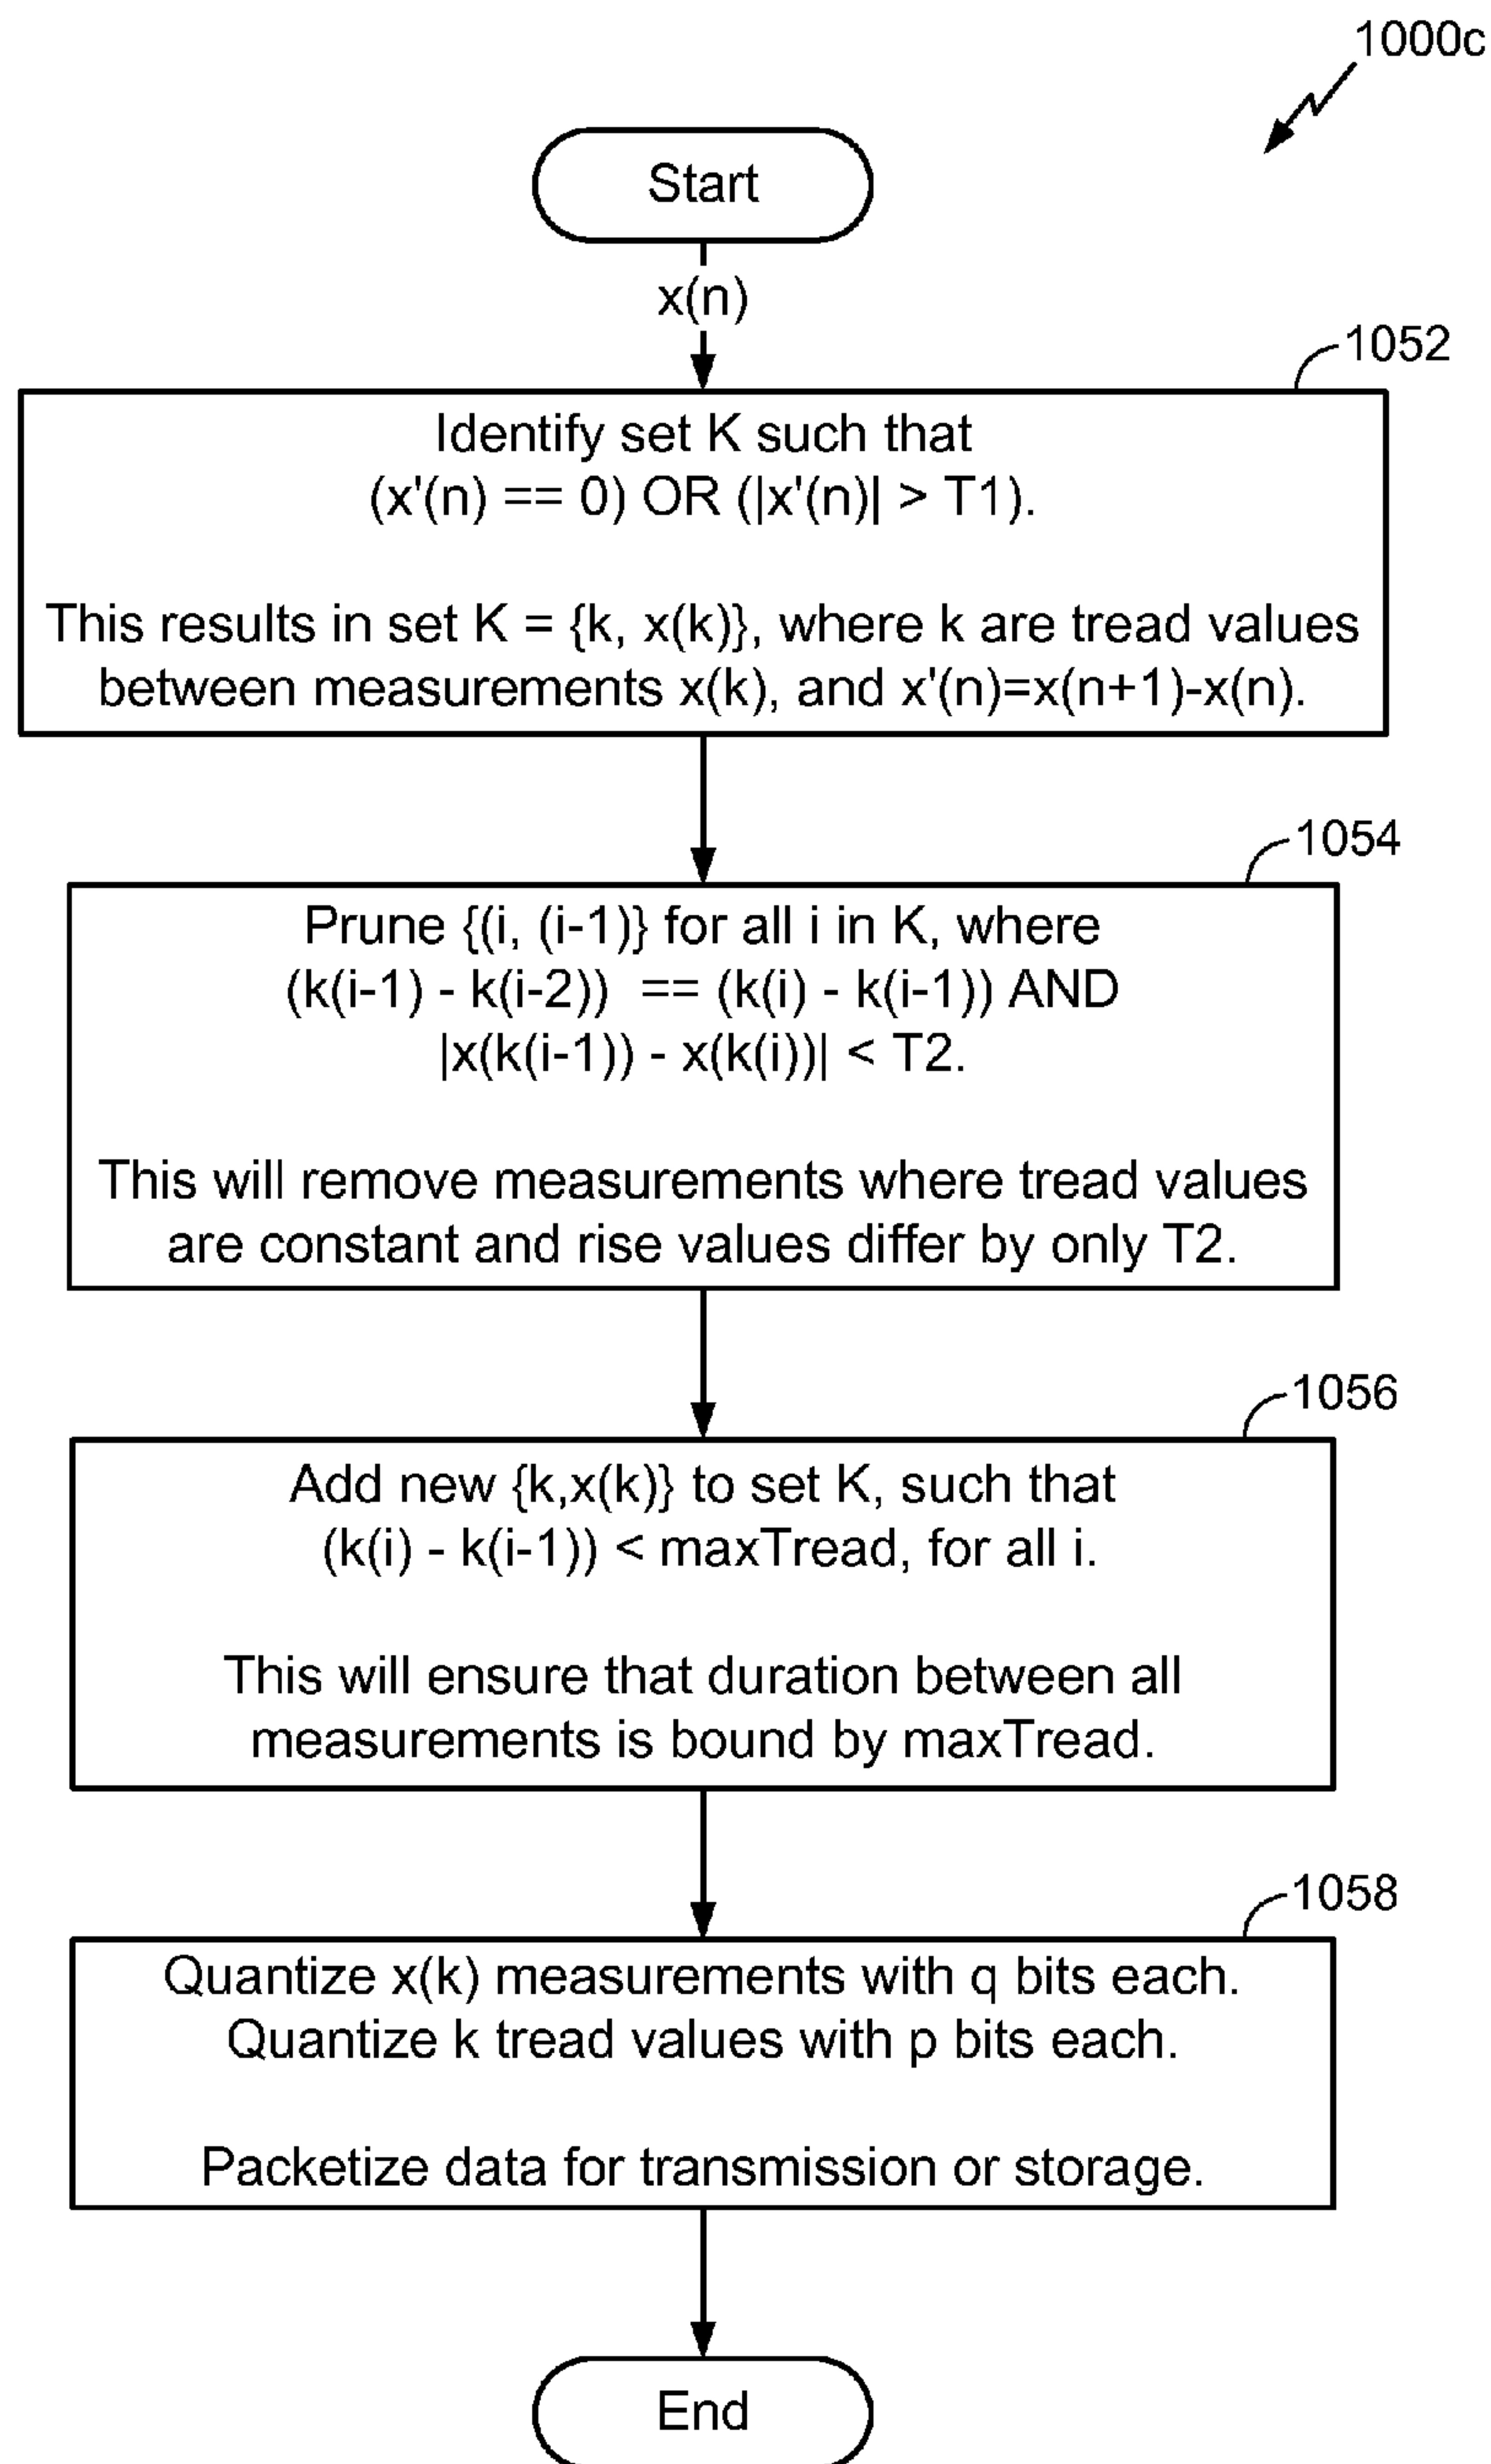 1000c
Start
x(n)
1052
Identify set K such that
(x'(n) == 0) OR (|x'(n)| > T1).
This results in set K = {k, x(k)}, where k are tread values
between measurements x(k), and x'(n)=x(n+1)-x(n).
1054
Prune {(i, (i-1)} for all i in K, where
(k(i-1) - k(i-2)) == (k(i) - k(i-1)) AND
|x(k(i-1)) - x(k(i))| < T2.
This will remove measurements where tread values
are constant and rise values differ by only T2.
1056
Add new {k,x(k)} to set K, such that
(k(i) - k(i-1)) < maxTread, for all i.
This will ensure that duration between all
measurements is bound by maxTread.
1058
Quantize x(k) measurements with q bits each.
Quantize k tread values with p bits each.
Packetize data for transmission or storage.
End